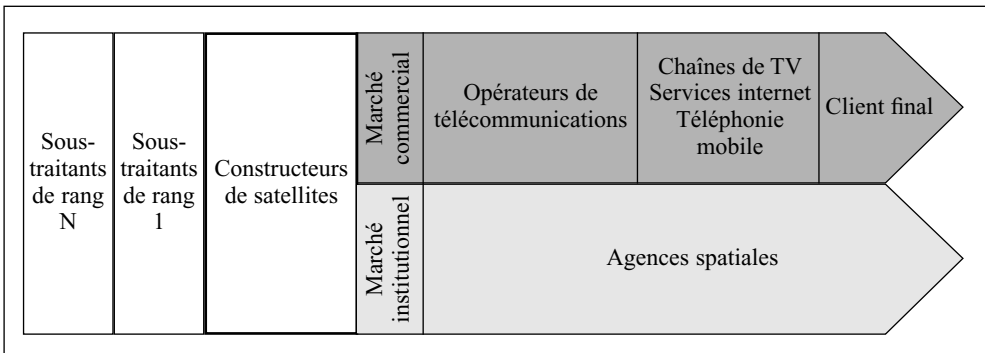 Sous-
traitants
de rang
N
Sous-
traitants
de rang
1
Constructeurs
de satellites
Marché
commercial
Opérateurs de
télécommunications
Chaînes de TV
Services internet
Téléphonie
mobile
Client final
Marché
institutionnel
Agences spatiales